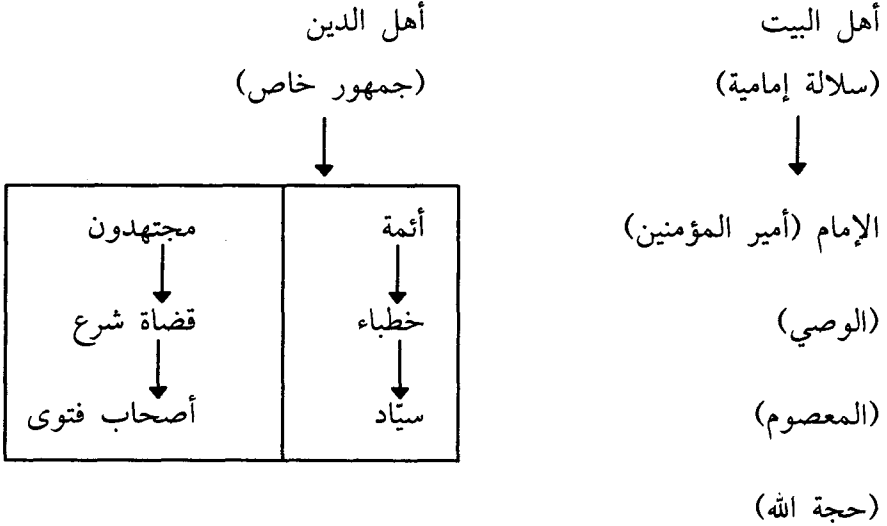 أهل البيت
(سلالة إمامية)
الإمام (أمير المؤمنين)
(الوصي)
(المعصوم)
(حجة الله)
أهل الدين
(جمهور خاص)
أئمة
خطباء
سيّاد
مجتهدون
قضاة شرع
أصحاب فتوى